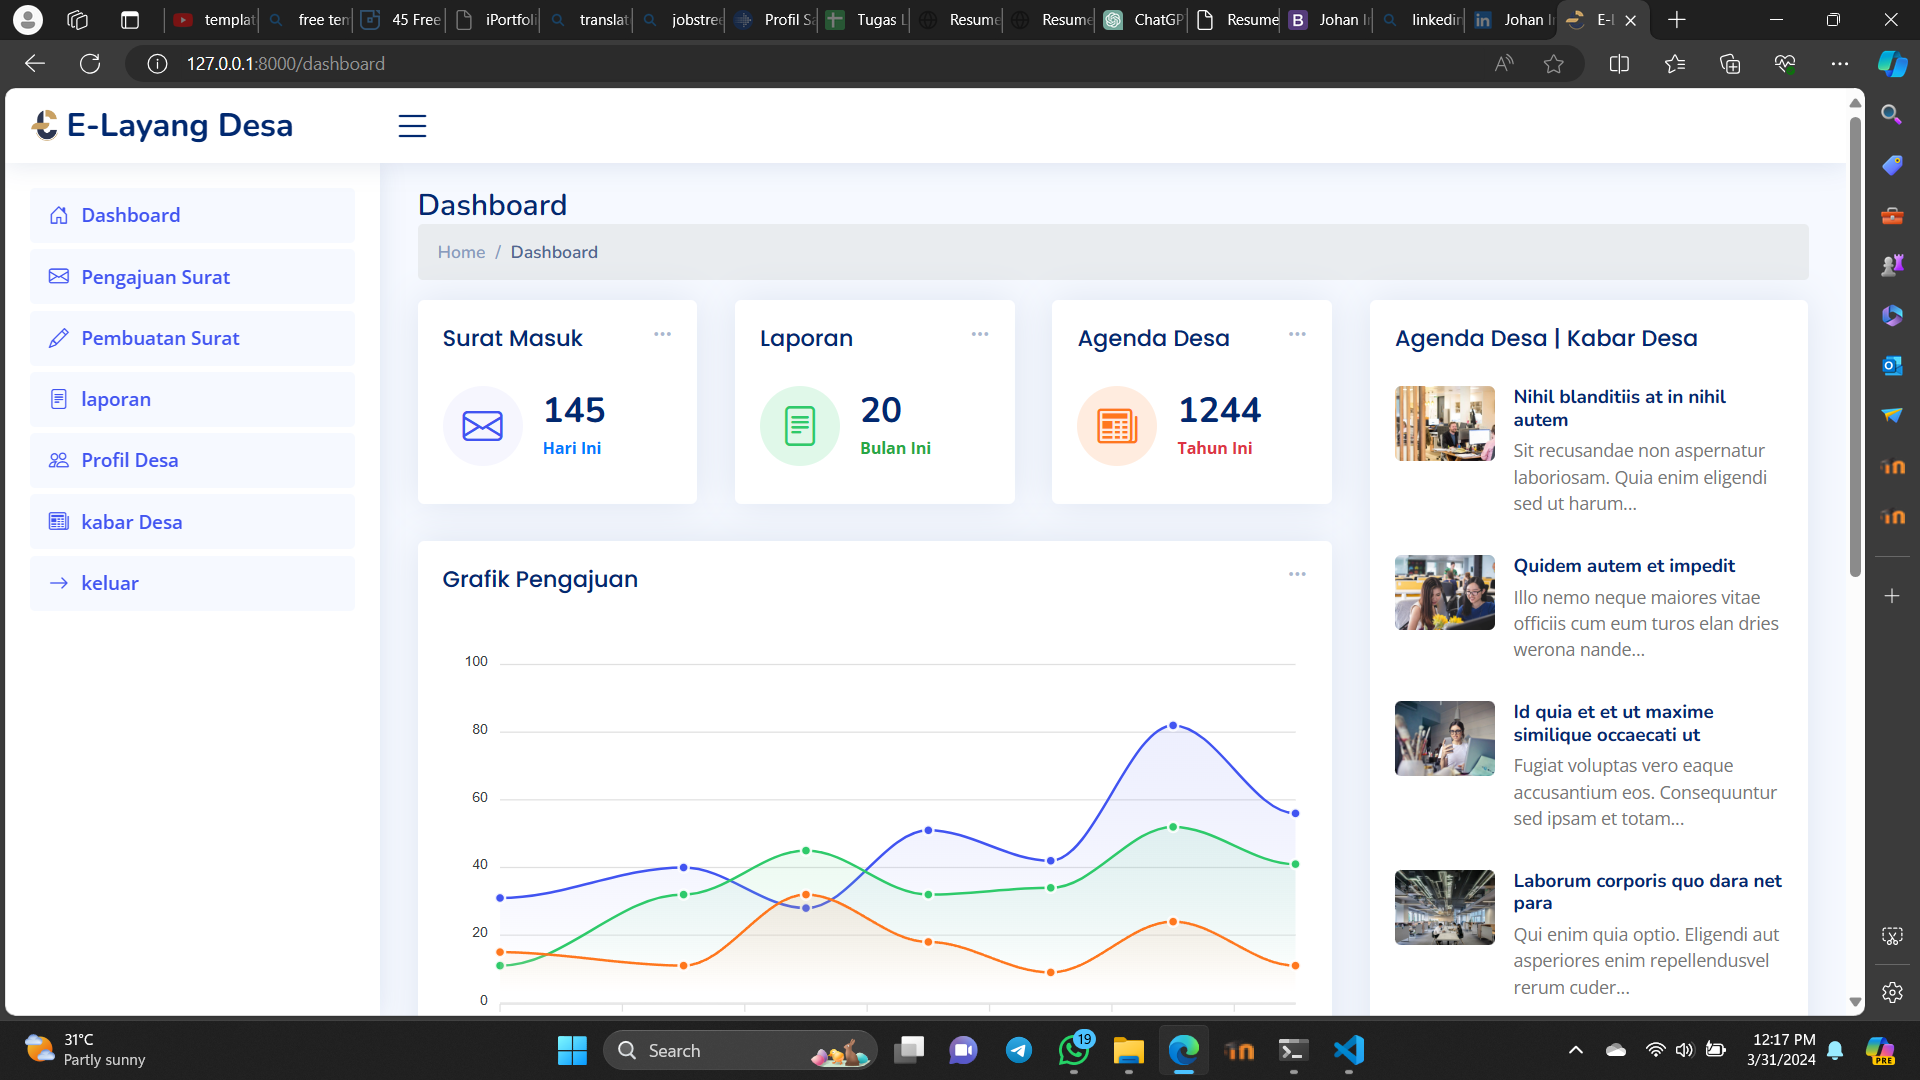 templat
free tem
45 Free
iPortfoli
translat
jobstree
Profil Sa
Tugas L
Resume
Resume
ChatGP
Resume
Johan Ir
linkedin
Johan Ir
E-l
127.0.0.1:8000/dashboard
E-Layang Desa
Dashboard
Pengajuan Surat
Pembuatan Surat
laporan
Profil Desa
kabar Desa
keluar
Dashboard
Home / Dashboard
Surat Masuk
145
Hari Ini
Laporan
20
Bulan Ini
Agenda Desa
1244
Tahun Ini
Grafik Pengajuan
100
80
60
40
20
0
Agenda Desa | Kabar Desa
Nihil blanditiis at in nihil
autem
Sit recusandae non aspernatur
laboriosam. Quia enim eligendi
sed ut harum...
Quidem autem et impedit
Illo nemo neque maiores vitae
officiis cum eum turos elan dries
werona nande...
Id quia et et ut maxime
similique occaecati ut
Fugiat voluptas vero eaque
accusantium eos. Consequuntur
sed ipsam et totam...
Laborum corporis quo dara net
para
Qui enim quia optio. Eligendi aut
asperiores enim repellendusvel
rerum cuder...
31°C
Partly sunny
Search
19
12:17 PM
3/31/2024
PRE